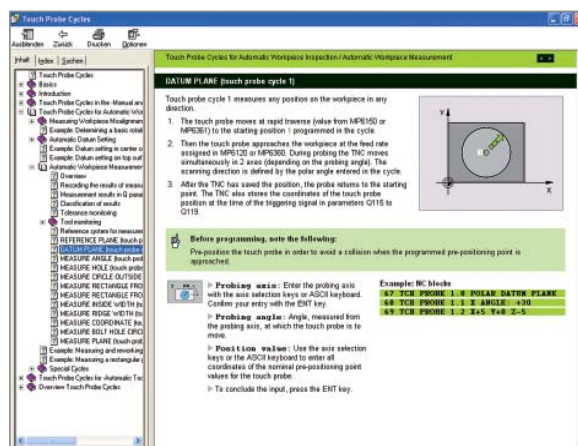 Touch Probe Cycles
Ausblenden Zurück Drucken Optionen
Inhalt Index Suchen
Touch Probe Cycles
Basics
Introduction
Touch Probe Cycles in the -Manual an
Touch Probe Cycles for Automatic Wor
Measuring Workpiece Misalignment
Example: Determining a basic rotati
Automatic Datum Setting
Example: Datum setting in center o
Example: Datum setting on top surf
Automatic Workpiece Measurement
Overview
Recording the results of measu
Measurement results in Q para
Classification of results
Tolerance monitoring
Tool monitoring
Reference system for measure
REFERENCE PLANE (touch p
DATUM PLANE (touch probe
MEASURE ANGLE (touch prob
MEASURE HOLE (touch probe
MEASURE CIRCLE OUTSIDE
MEASURE RECTANGLE FRO
MEASURE RECTANGLE FRO
MEASURE INSIDE WIDTH (to
MEASURE RIDGE WIDTH (to
MEASURE COORDINATE (to
MEASURE BOLT HOLE CIRC
MEASURE PLANE (touch prob
Example: Measuring and reworking
Example: Measuring a rectangular
Special Cycles
Touch Probe Cycles for -Automatic Too
Overview Touch Probe Cycles
Touch Probe Cycles for Automatic Workpiece Inspection / Automatic Workpiece Measurement
DATUM PLANE (touch probe cycle 1)
Touch probe cycle 1 measures any position on the workpiece in any
direction.
1. The touch probe moves at rapid traverse (value from MP6150 or
MP6361) to the starting position 1 programmed in the cycle.
2. Then the touch probe approaches the workpiece at the feed rate
assigned in MP6120 or MP6360. During probing the TNC moves
simultaneously in 2 axes (depending on the probing angle). The
scanning direction is defined by the polar angle entered in the cycle.
3. After the TNC has saved the position, the probe returns to the starting
point. The TNC also stores the coordinates of the touch probe
position at the time of the triggering signal in parameters Q115 to
Q119.
Y
X
Before programming, note the following:
Pre-position the touch probe in order to avoid a collision when the programmed pre-positioning point is
approached.
Probing axis: Enter the probing axis
with the axis selection keys or ASCII keyboard.
Confirm your entry with the ENT key.
Probing angle: Angle, measured from
the probing axis, at which the touch probe is to
move.
Position value: Use the axis selection
keys or the ASCII keyboard to enter all
coordinates of the nominal pre-positioning point
values for the touch probe.
To conclude the input, press the ENT key.
Example: NC blocks
67 TCH PROBE 1.0 POLAR DATUM PLANE
68 TCH PROBE 1.1 X ANGLE: +30
69 TCH PROBE 1.2 X+5 Y+0 Z-5